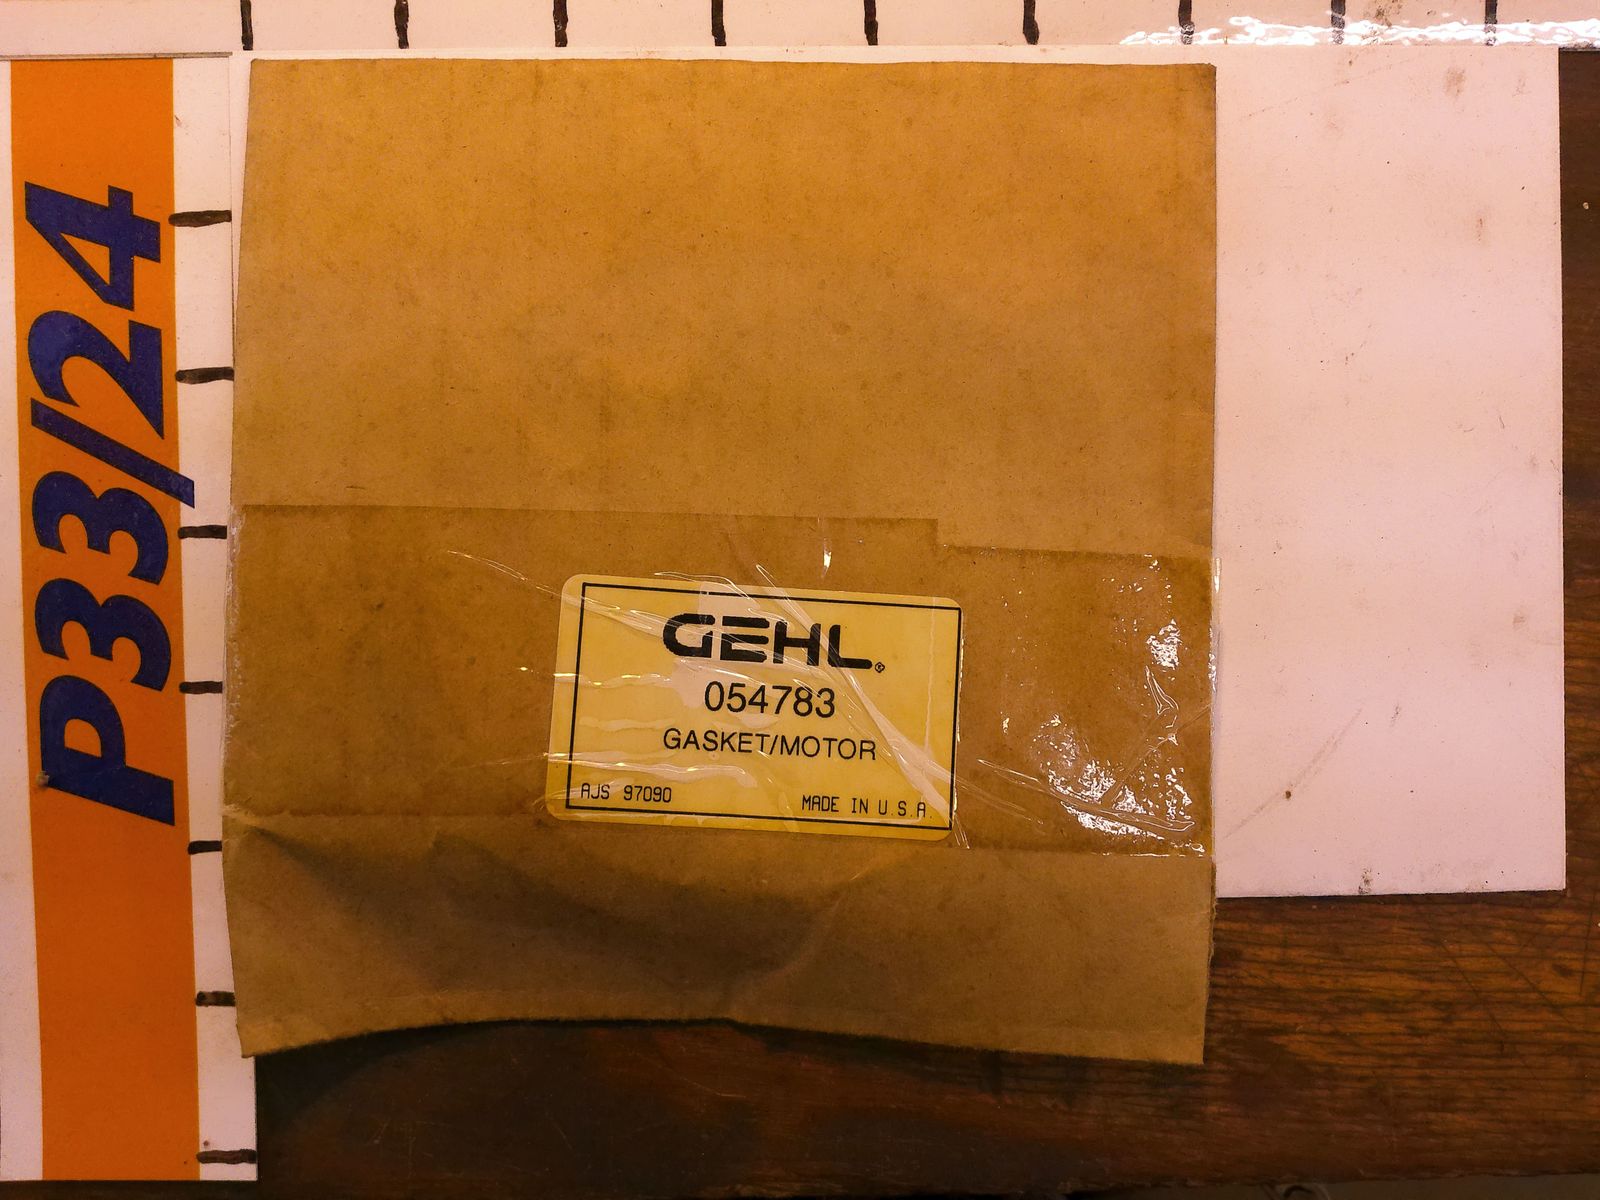 P33/24
GEHL®
054783
GASKET/MOTOR
AJS 97090 MADE IN U.S.A.